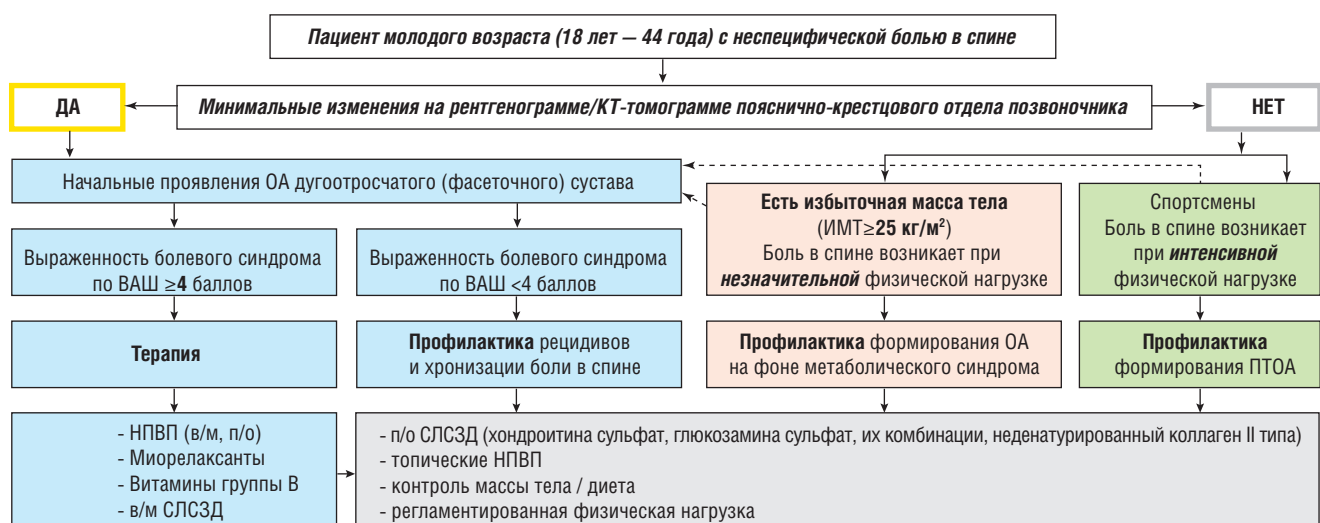 Пациент молодого возраста (18 лет — 44 года) с неспецифической болью в спине
ДА
Минимальные изменения на рентгенограмме/КТ-томограмме пояснично-крестцового отдела позвоночника
НЕТ
Начальные проявления ОА дугоотросчатого (фасеточного) сустава
Выраженность болевого синдрома
по ВАШ ≥4 баллов
Выраженность болевого синдрома
по ВАШ <4 баллов
Есть избыточная масса тела
(ИМТ≥25 кг/м²)
Боль в спине возникает при
незначительной физической нагрузке
Спортсмены
Боль в спине возникает
при интенсивной
физической нагрузке
Терапия
Профилактика рецидивов
и хронизации боли в спине
Профилактика формирования ОА
на фоне метаболического синдрома
Профилактика
формирования ПТОА
- НПВП (в/м, п/о)
- Миорелаксанты
- Витамины группы В
- в/м СЛСЗД
- п/о СЛСЗД (хондроитина сульфат, глюкозамина сульфат, их комбинации, неденатурированный коллаген II типа)
- топические НПВП
- контроль массы тела / диета
- регламентированная физическая нагрузка